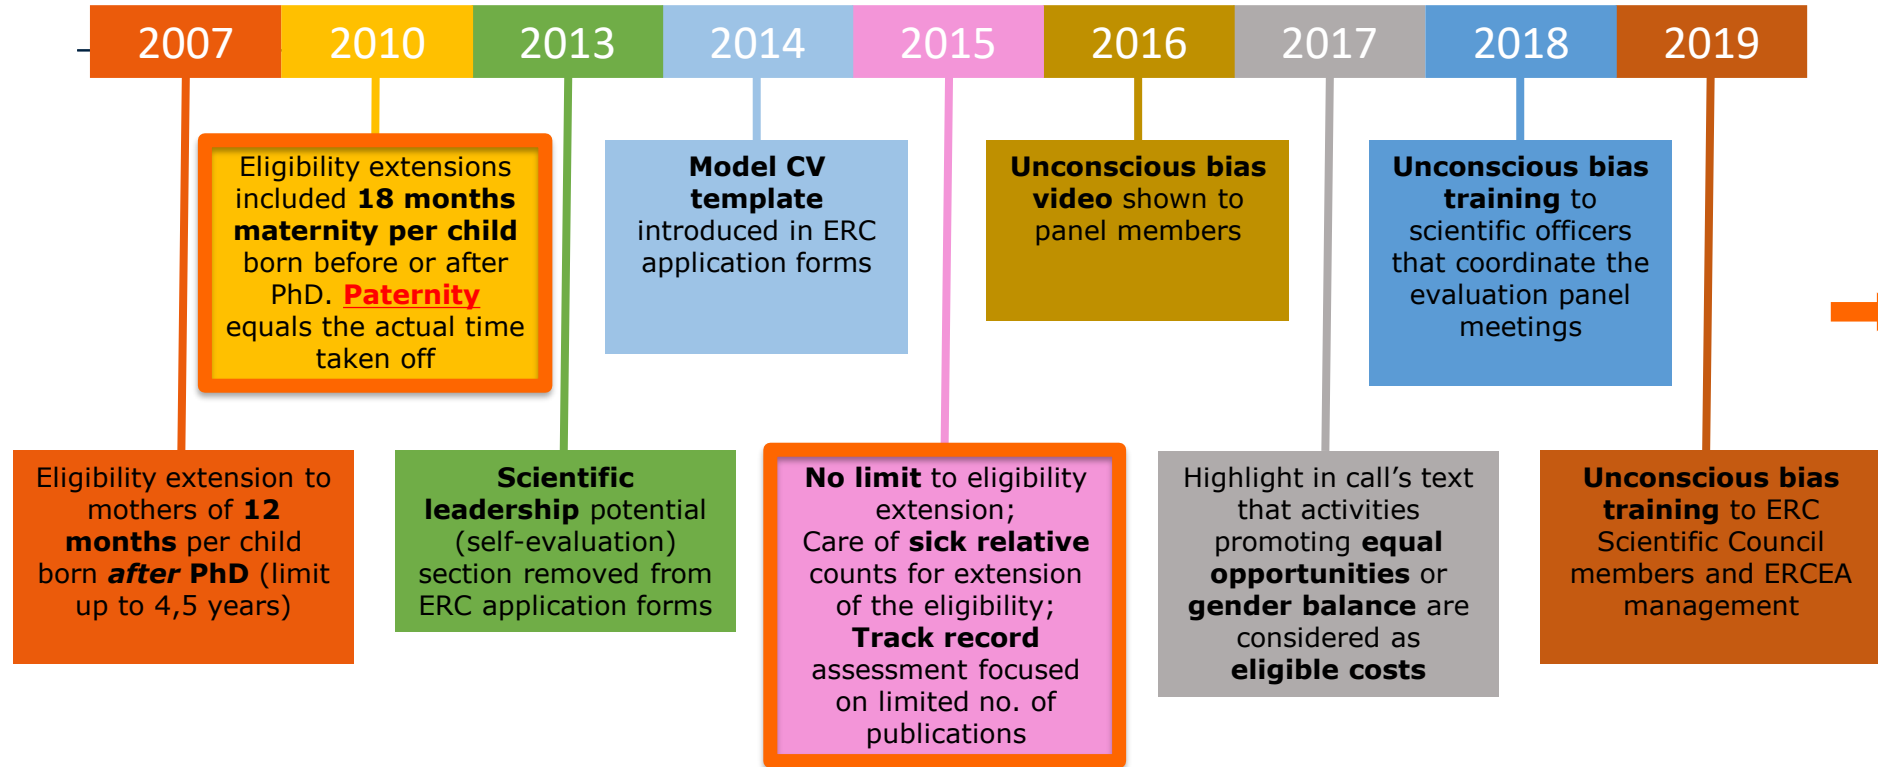 2007
2010
2013
2014
2015
2016
2017
2018
2019
Eligibility extensions
included 18 months
maternity per child
born before or after
PhD. Paternity
equals the actual time
taken off
Model CV
template
introduced in ERC
application forms
Unconscious bias
video shown to
panel members
Unconscious bias
training to
scientific officers
that coordinate the
evaluation panel
meetings
Eligibility extension to
mothers of 12
months per child
born after PhD (limit
up to 4,5 years)
Scientific
leadership potential
(self-evaluation)
section removed from
ERC application forms
No limit to eligibility
extension;
Care of sick relative
counts for extension
of the eligibility;
Track record
assessment focused
on limited no. of
publications
Highlight in call's text
that activities
promoting equal
opportunities or
gender balance are
considered as
eligible costs
Unconscious bias
training to ERC
Scientific Council
members and ERCEA
management